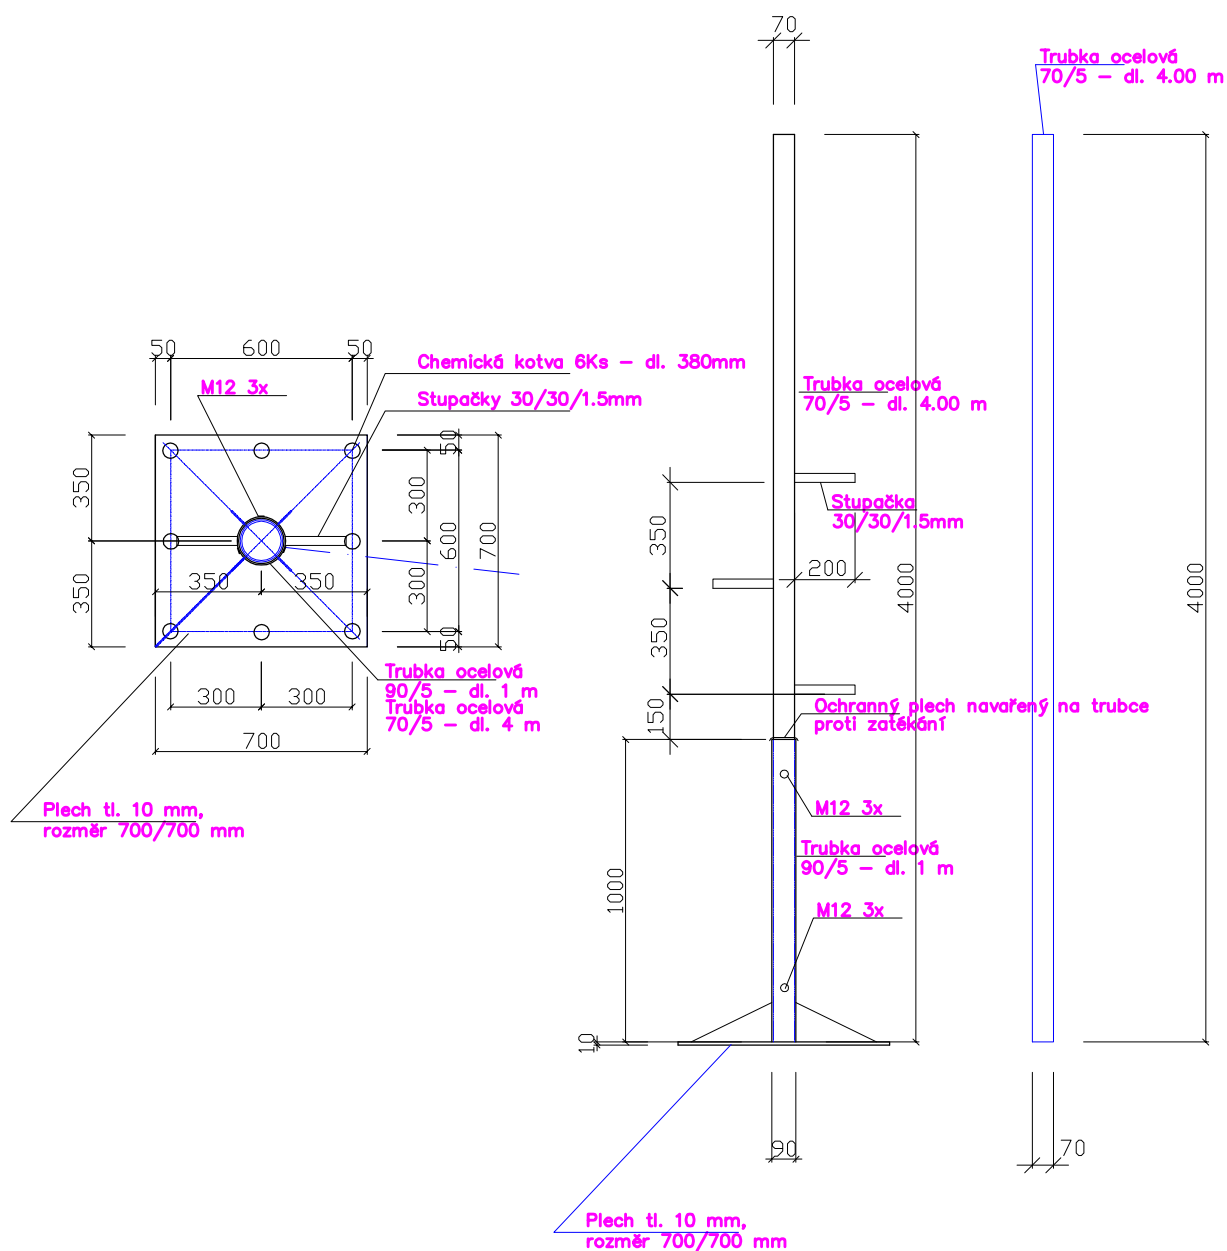 70
Trubka ocelová
70/5 – dl. 4.00 m
50
600
50
Chemická kotva 6Ks – dl. 380mm
M12 3x
Stupačky 30/30/1.5mm
Trubka ocelová
70/5 – dl. 4.00 m
350
350
50
300
600
700
300
50
350
350
Stupačka
30/30/1.5mm
350
200
350
150
4000
4000
Trubka ocelová
90/5 – dl. 1 m
Trubka ocelová
70/5 – dl. 4 m
300
300
700
Ochranný plech navařený na trubce
proti zatékání
Plech tl. 10 mm,
rozměr 700/700 mm
M12 3x
Trubka ocelová
90/5 – dl. 1 m
1000
M12 3x
10
90
70
Plech tl. 10 mm,
rozměr 700/700 mm